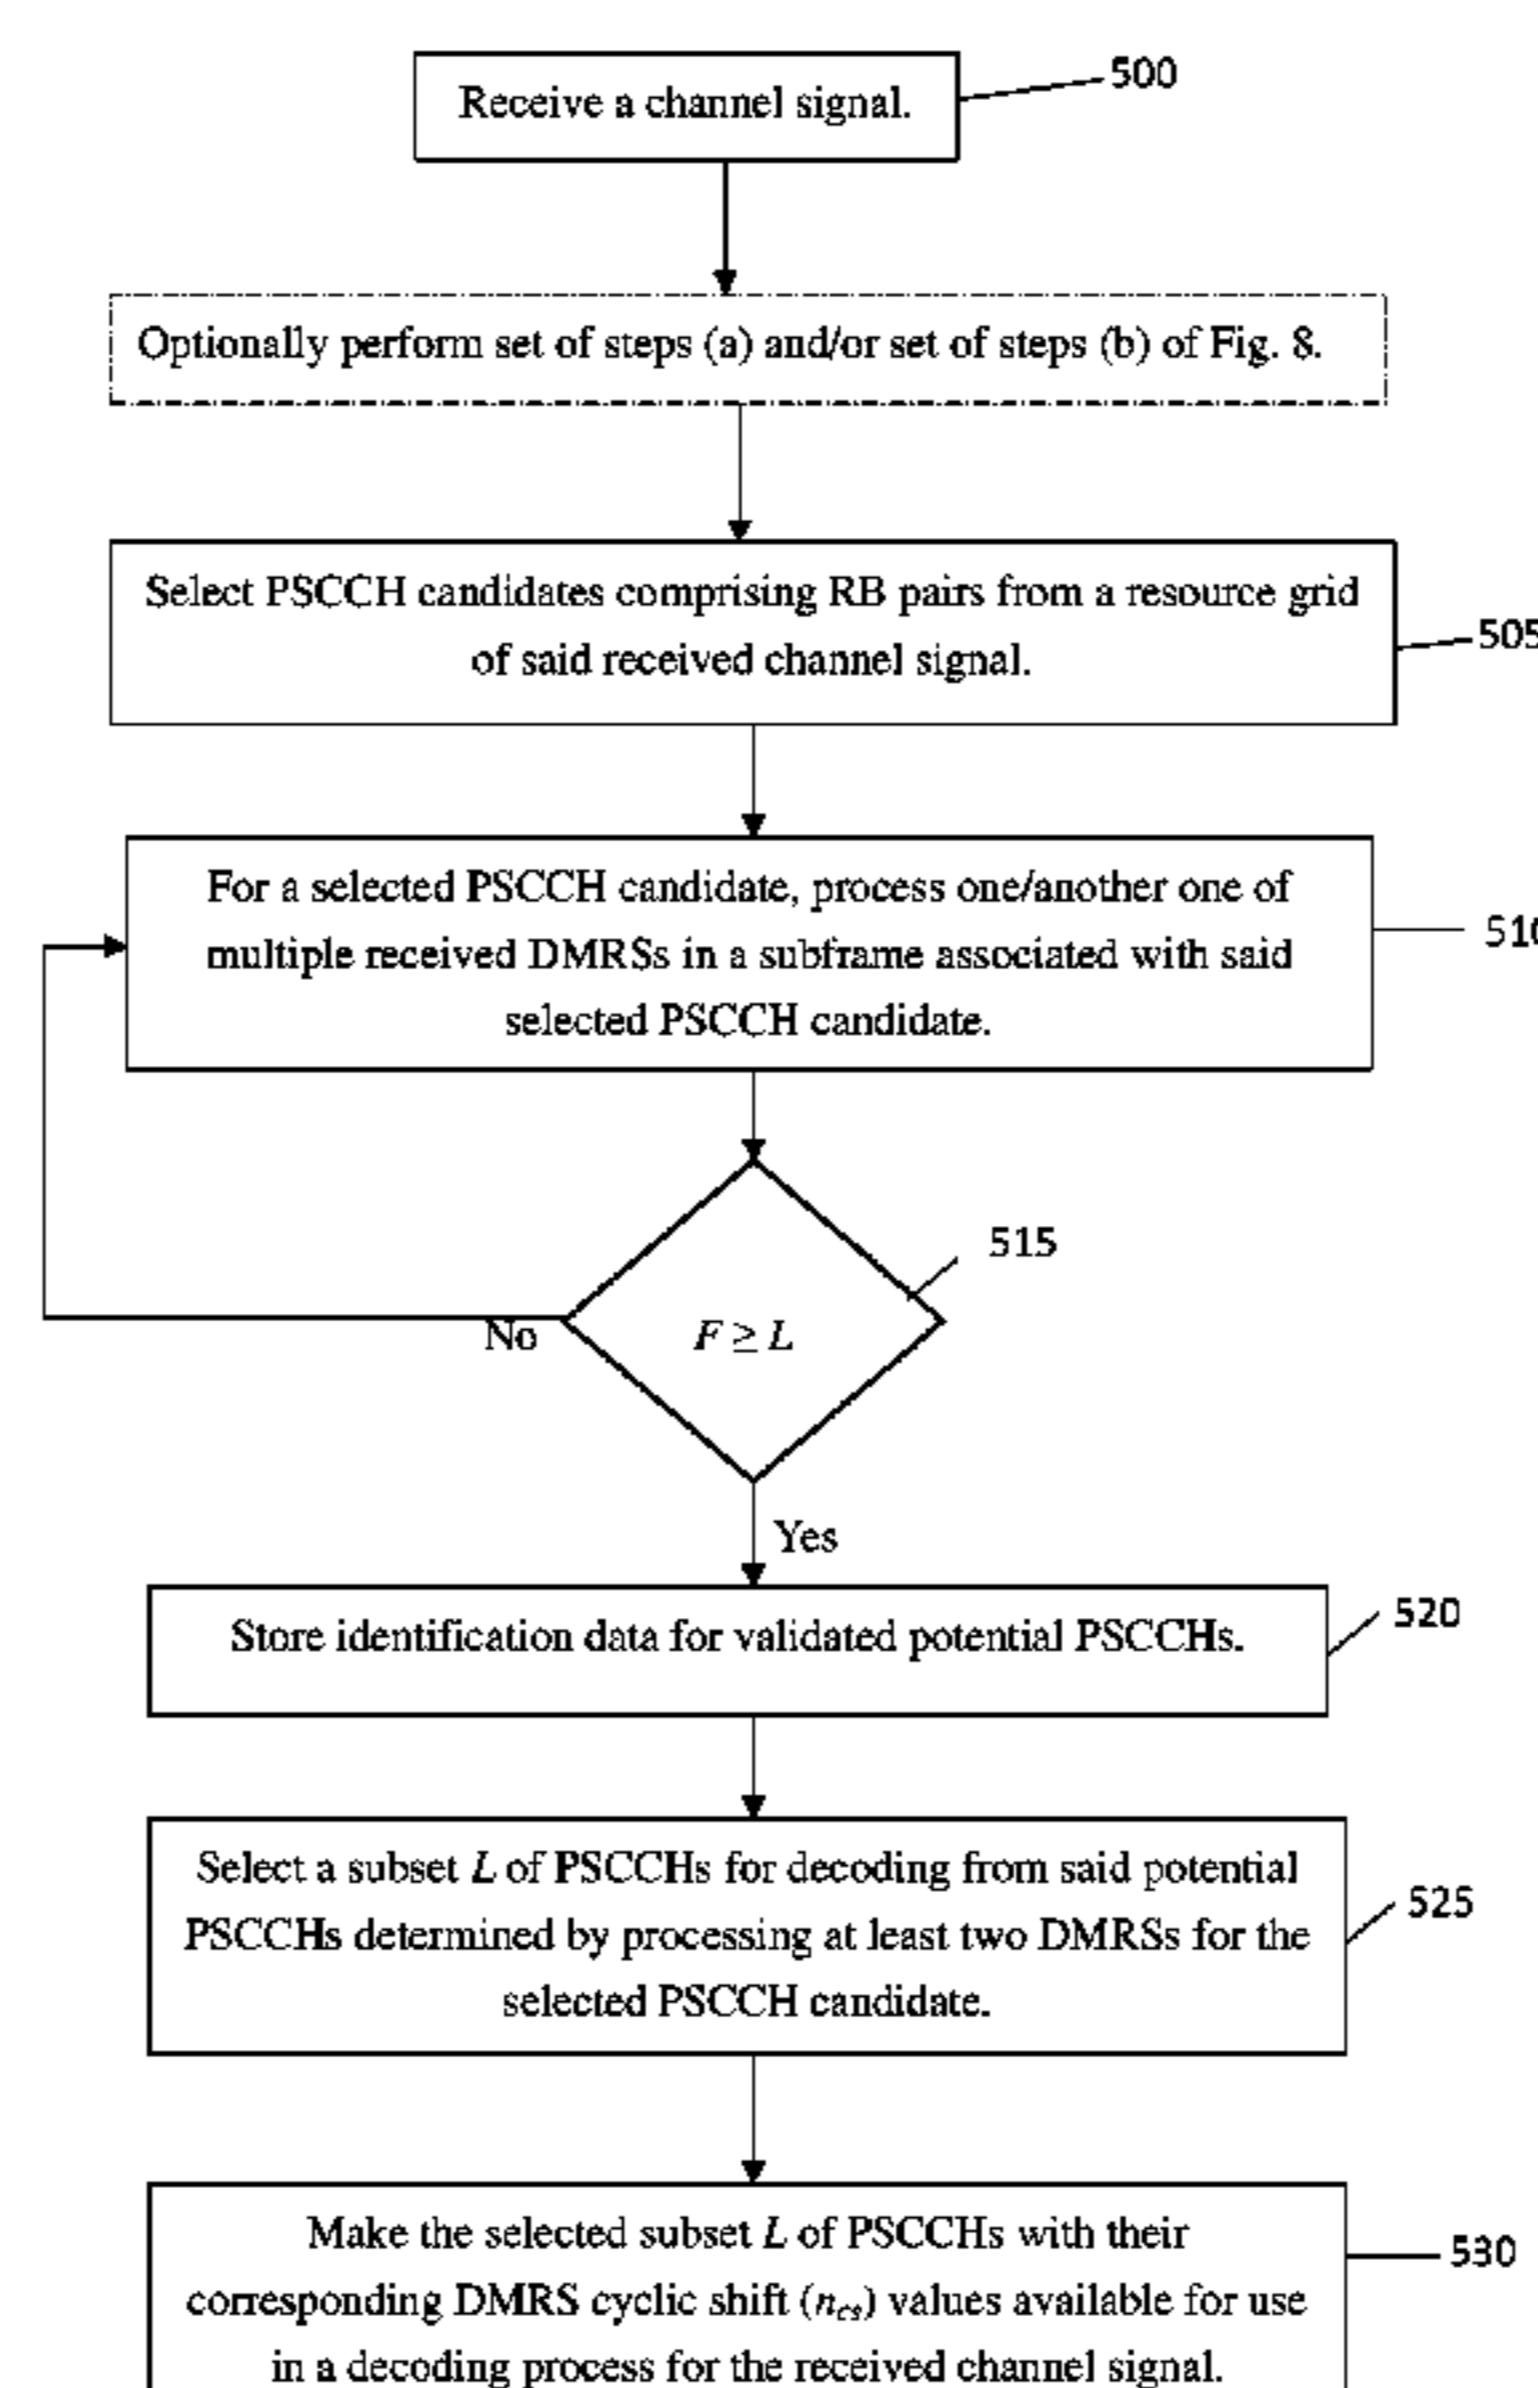 Receive a channel signal.
500
Optionally perform set of steps (a) and/or set of steps (b) of Fig. 8.
Select PSCCH candidates comprising RB pairs from a resource grid
of said received channel signal.
505
For a selected PSCCH candidate, process one/another one of
multiple received DMRSs in a subframe associated with said
selected PSCCH candidate.
510
515
F ≥ L
No
Yes
Store identification data for validated potential PSCCHs.
520
Select a subset L of PSCCHs for decoding from said potential
PSCCHs determined by processing at least two DMRSs for the
selected PSCCH candidate.
525
Make the selected subset L of PSCCHs with their
corresponding DMRS cyclic shift (n_cs) values available for use
in a decoding process for the received channel signal.
530